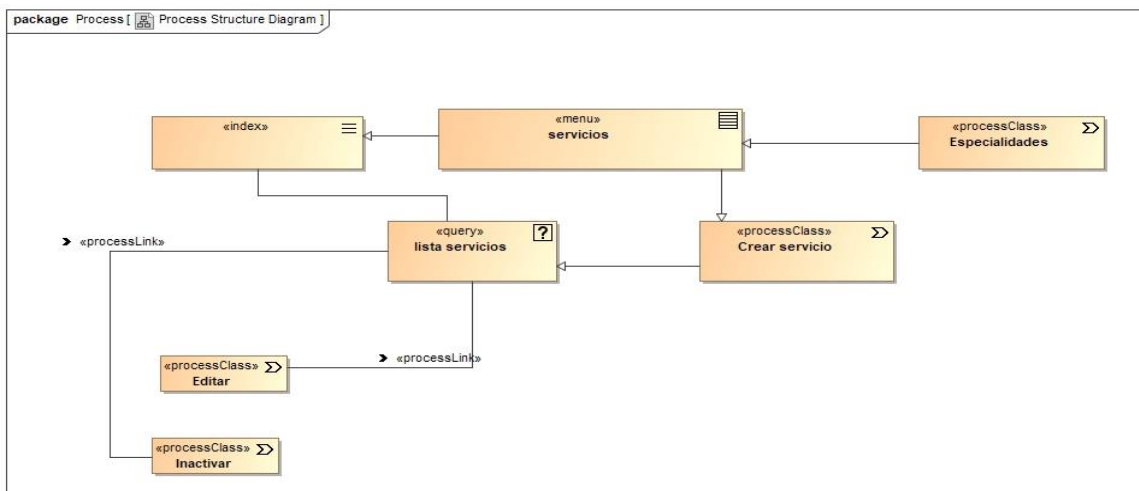 package Process [ Process Structure Diagram ]
«index»
«menu»
servicios
«processClass»
Especialidades
«query»
lista servicios
?
«processClass»
Crear servicio
«processLink»
«processLink»
«processClass»
Editar
«processClass»
Inactivar